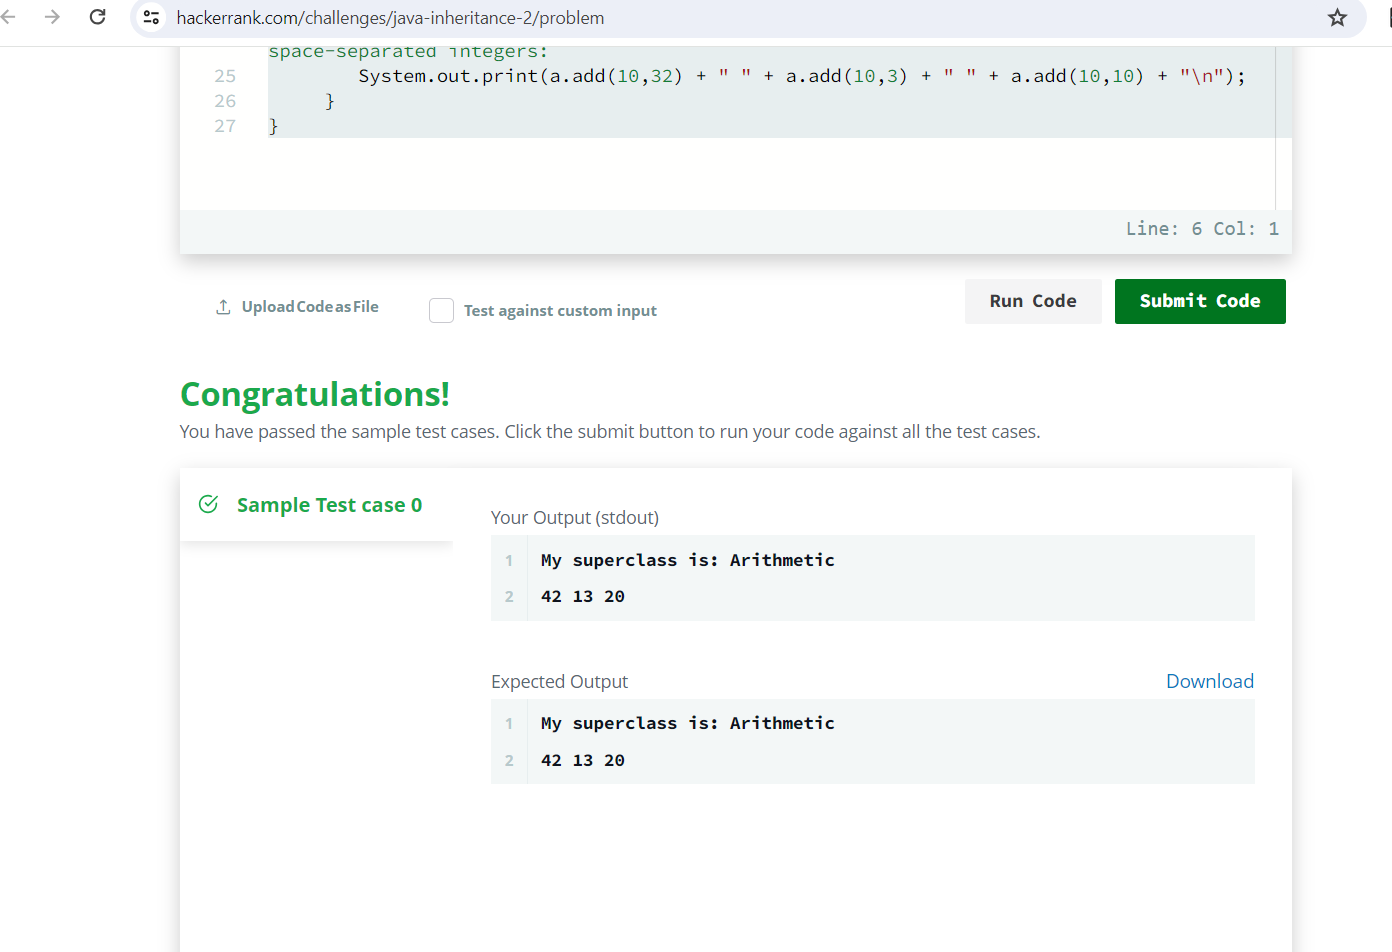 hackerrank.com/challenges/java-inheritance-2/problem
space-separated integers:
25 System.out.print(a.add(10,32) + " " + a.add(10,3) + " " + a.add(10,10) + "\n");
26 }
27 }
Line: 6 Col: 1
Upload Code as File
Test against custom input
Run Code
Submit Code
Congratulations!
You have passed the sample test cases. Click the submit button to run your code against all the test cases.
Sample Test case 0
Your Output (stdout)
1 My superclass is: Arithmetic
2 42 13 20
Expected Output
Download
1 My superclass is: Arithmetic
2 42 13 20